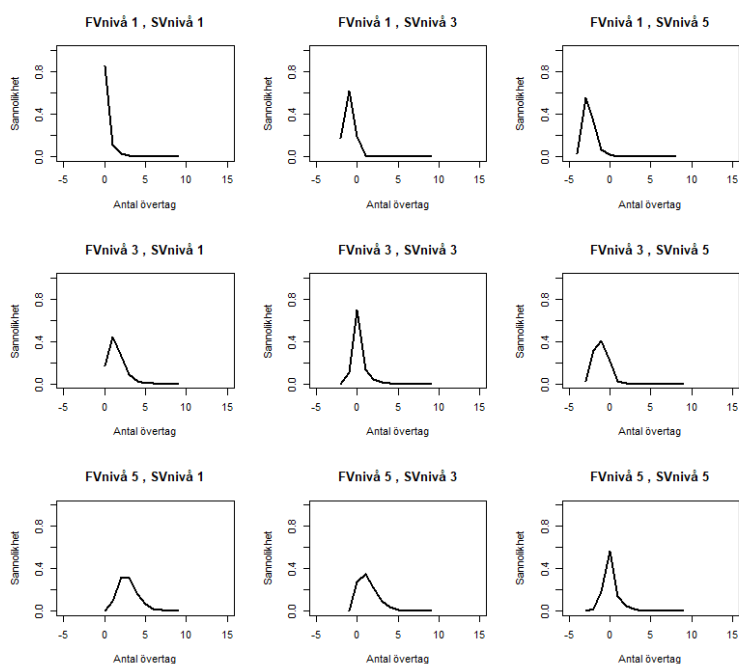 FVnivå 1 , SVnivå 1
FVnivå 1 , SVnivå 3
FVnivå 1 , SVnivå 5
Sannolikhet
0.0 0.4 0.8
Sannolikhet
0.0 0.4 0.8
Sannolikhet
0.0 0.4 0.8
-5 0 5 10 15
-5 0 5 10 15
-5 0 5 10 15
Antal övertag
Antal övertag
Antal övertag
FVnivå 3 , SVnivå 1
FVnivå 3 , SVnivå 3
FVnivå 3 , SVnivå 5
Sannolikhet
0.0 0.4 0.8
Sannolikhet
0.0 0.4 0.8
Sannolikhet
0.0 0.4 0.8
-5 0 5 10 15
-5 0 5 10 15
-5 0 5 10 15
Antal övertag
Antal övertag
Antal övertag
FVnivå 5 , SVnivå 1
FVnivå 5 , SVnivå 3
FVnivå 5 , SVnivå 5
Sannolikhet
0.0 0.4 0.8
Sannolikhet
0.0 0.4 0.8
Sannolikhet
0.0 0.4 0.8
-5 0 5 10 15
-5 0 5 10 15
-5 0 5 10 15
Antal övertag
Antal övertag
Antal övertag